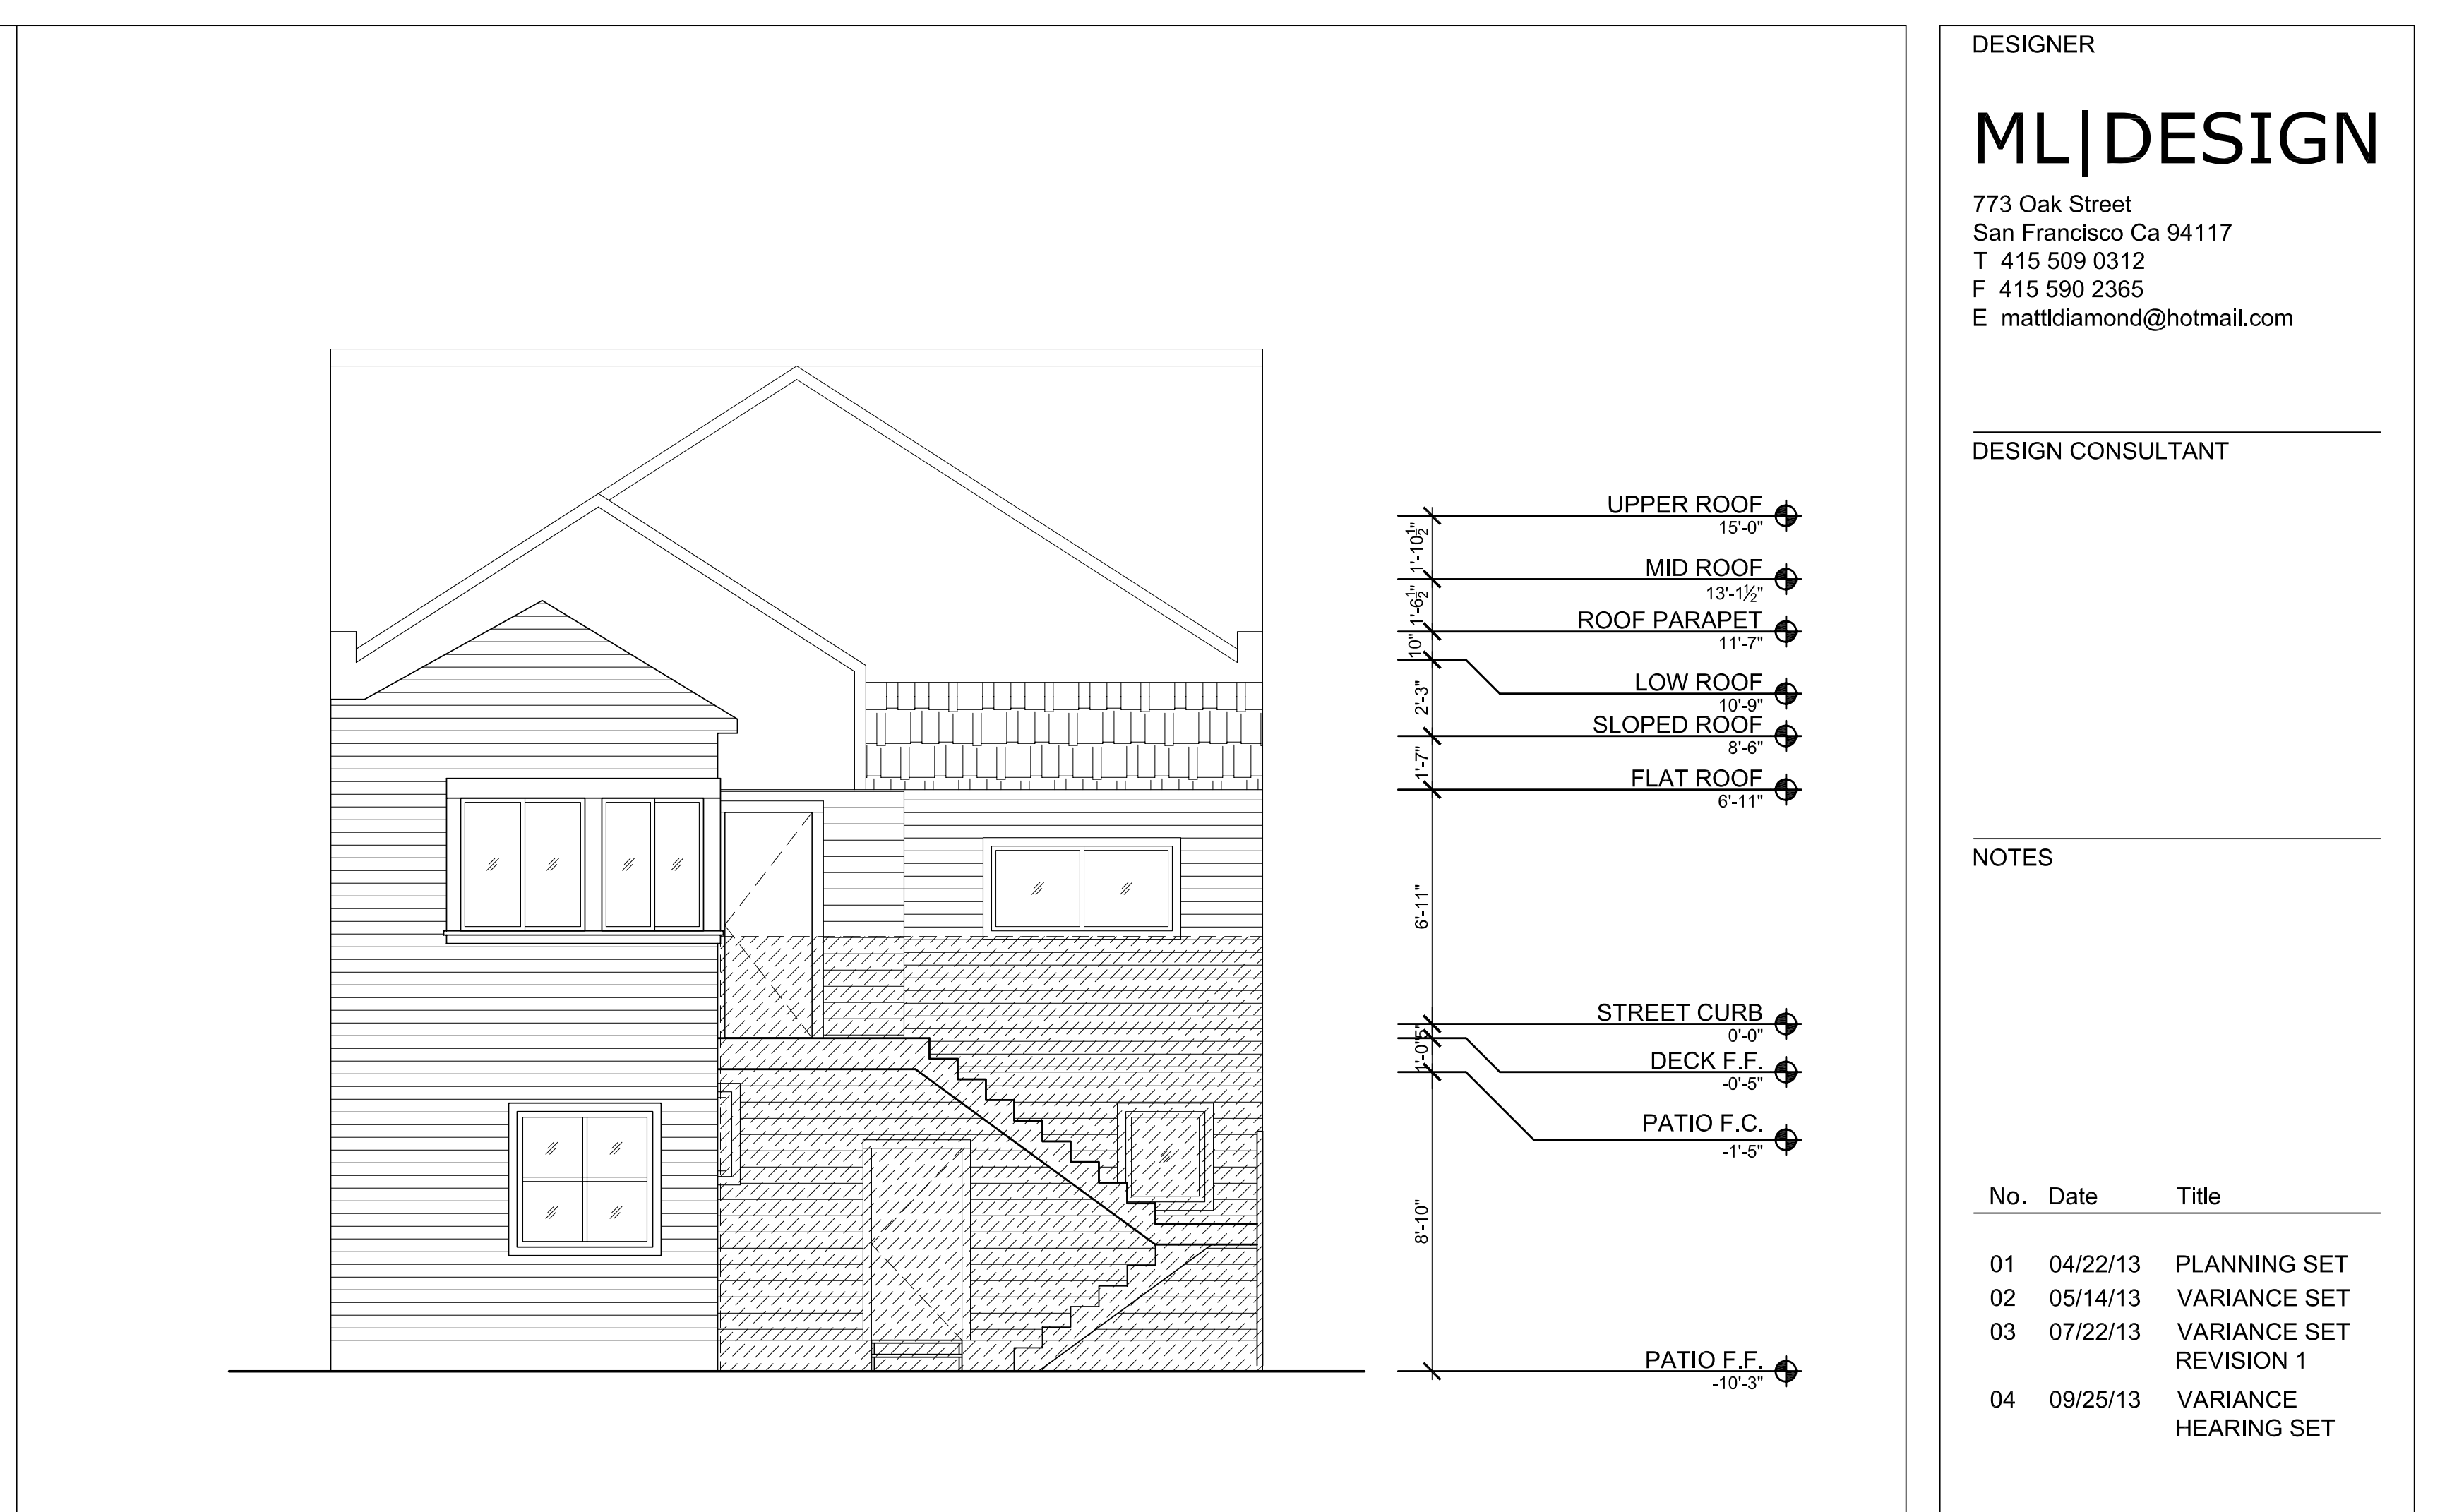 UPPER ROOF
15'-0"
1'-10½"
MID ROOF
13'-1½"
1'-6½"
ROOF PARAPET
11'-7"
10"
LOW ROOF
10'-9"
2'-3"
SLOPED ROOF
8'-6"
1'-7"
FLAT ROOF
6'-11"
6'-11"
STREET CURB
0'-0"
5"
DECK F.F.
-0'-5"
1'-0"
PATIO F.C.
-1'-5"
8'-10"
PATIO F.F.
-10'-3"
DESIGNER
ML|DESIGN
773 Oak Street
San Francisco Ca 94117
T 415 509 0312
F 415 590 2365
E mattldiamond@hotmail.com
DESIGN CONSULTANT
NOTES
No. Date Title
01 04/22/13 PLANNING SET
02 05/14/13 VARIANCE SET
03 07/22/13 VARIANCE SET
REVISION 1
04 09/25/13 VARIANCE
HEARING SET